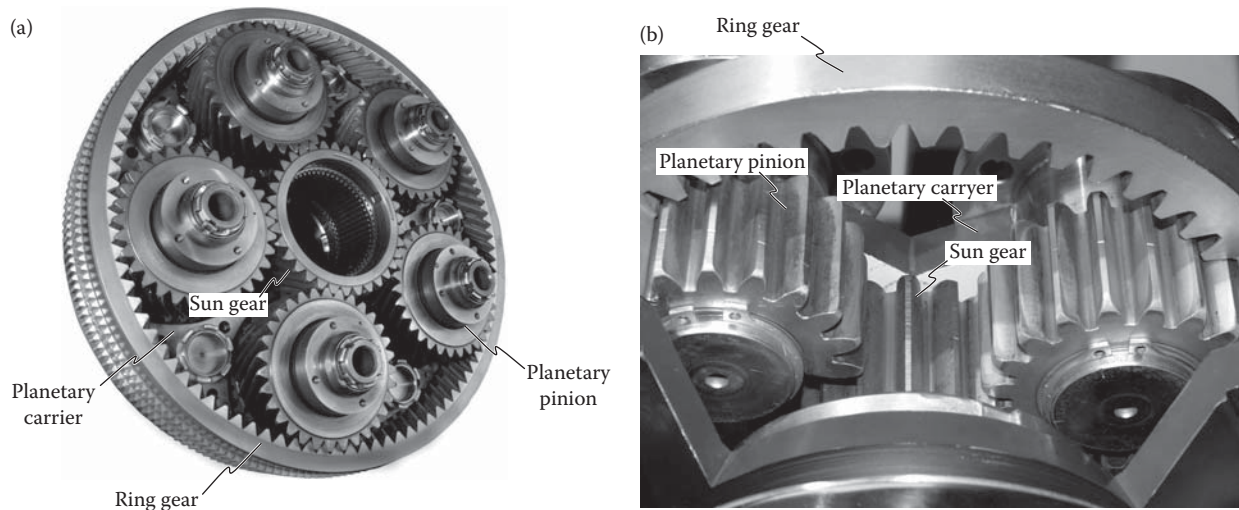 (a)
Sun gear
Planetary
carrier
Planetary
pinion
Ring gear
(b)
Ring gear
Planetary pinion
Planetary carryer
Sun gear